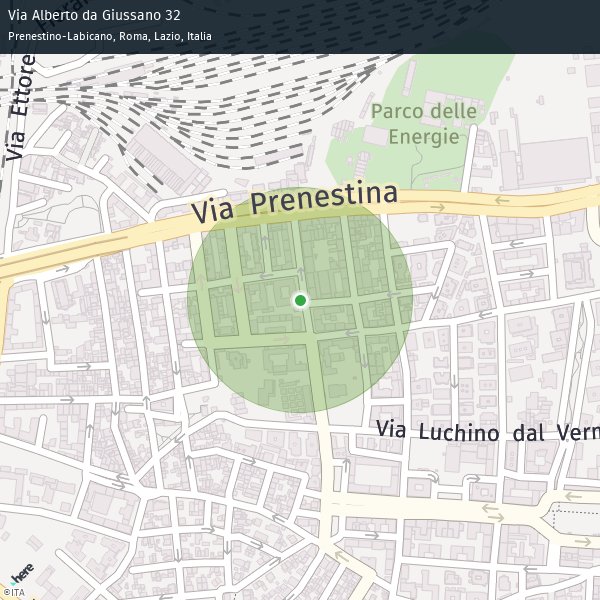 Via Alberto da Giussano 32
Prenestino-Labicano, Roma, Lazio, Italia
Via Ettore
Parco delle
Energie
Via Prenestina
Via Luchino dal Verm
here
©ITA